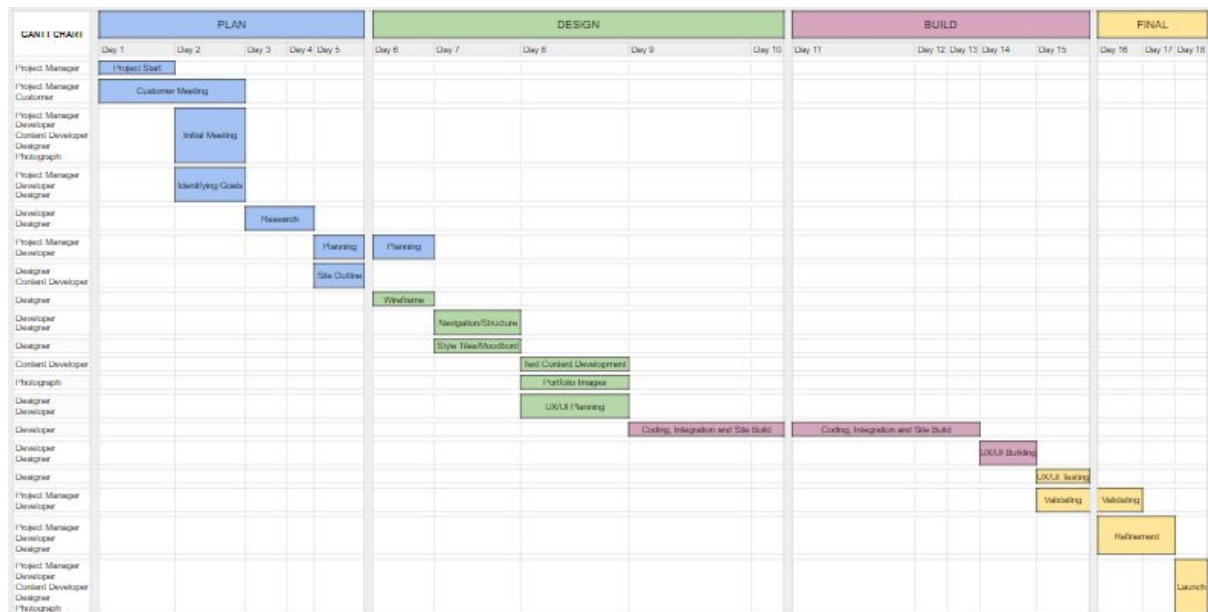 GANTT CHART
PLAN
DESIGN
BUILD
FINAL
Day 1
Day 2
Day 3
Day 4
Day 5
Day 6
Day 7
Day 8
Day 9
Day 10
Day 11
Day 12
Day 13
Day 14
Day 15
Day 16
Day 17
Day 18
Project Manager
Project Start
Project Manager
Customer
Customer Meeting
Project Manager
Developer
Content Developer
Designer
Photograph
Initial Meeting
Project Manager
Developer
Designer
Identifying Goals
Developer
Designer
Research
Project Manager
Developer
Planning
Planning
Designer
Content Developer
Site Outline
Designer
Wireframe
Developer
Designer
Navigation/Structure
Designer
Style Tiles/Moodbord
Content Developer
Text Content Development
Photograph
Portfolio Images
Designer
Developer
UX/UI Planning
Developer
Coding, Integration and Site Build
Coding, Integration and Site Build
Developer
Designer
UX/UI Building
Designer
UX/UI Testing
Project Manager
Developer
Validating
Validating
Project Manager
Developer
Designer
Refinement
Project Manager
Developer
Content Developer
Designer
Photograph
Launch